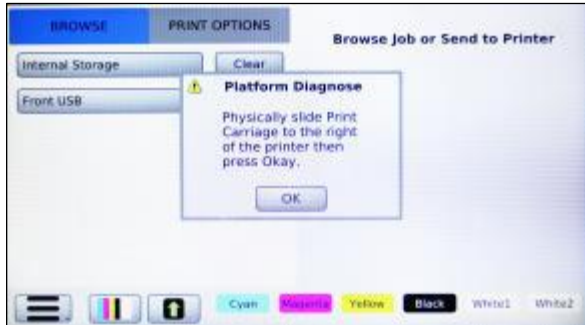 BROWSE
PRINT OPTIONS
Browse Job or Send to Printer
Internal Storage
Clear
Front USB
Platform Diagnose
Physically slide Print
Carriage to the right
of the printer then
press Okay.
OK
Cyan
Magenta
Yellow
Black
White1
White2